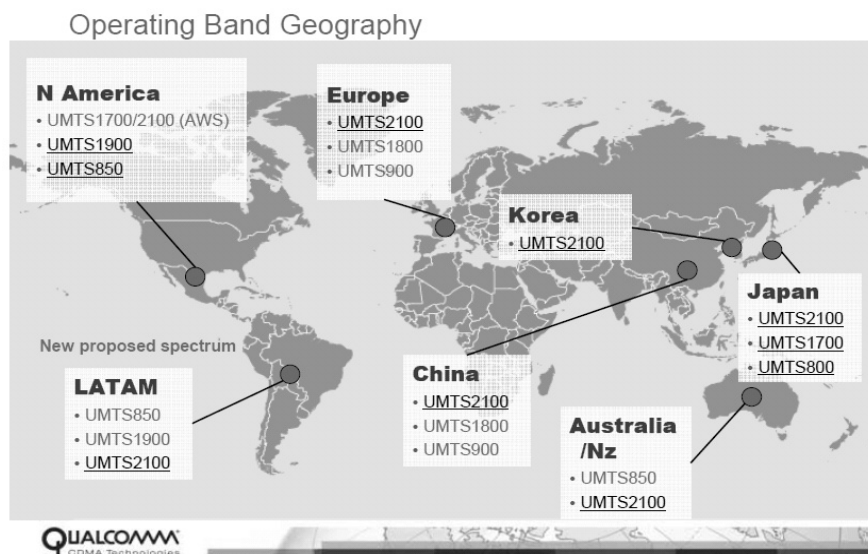 Operating Band Geography
N America
• UMTS1700/2100 (AWS)
• UMTS1900
• UMTS850
Europe
• UMTS2100
• UMTS1800
• UMTS900
Korea
• UMTS2100
Japan
• UMTS2100
• UMTS1700
• UMTS800
New proposed spectrum
LATAM
• UMTS850
• UMTS1900
• UMTS2100
China
• UMTS2100
• UMTS1800
• UMTS900
Australia
/Nz
• UMTS850
• UMTS2100
QUALCOMM
CDMA Technologies